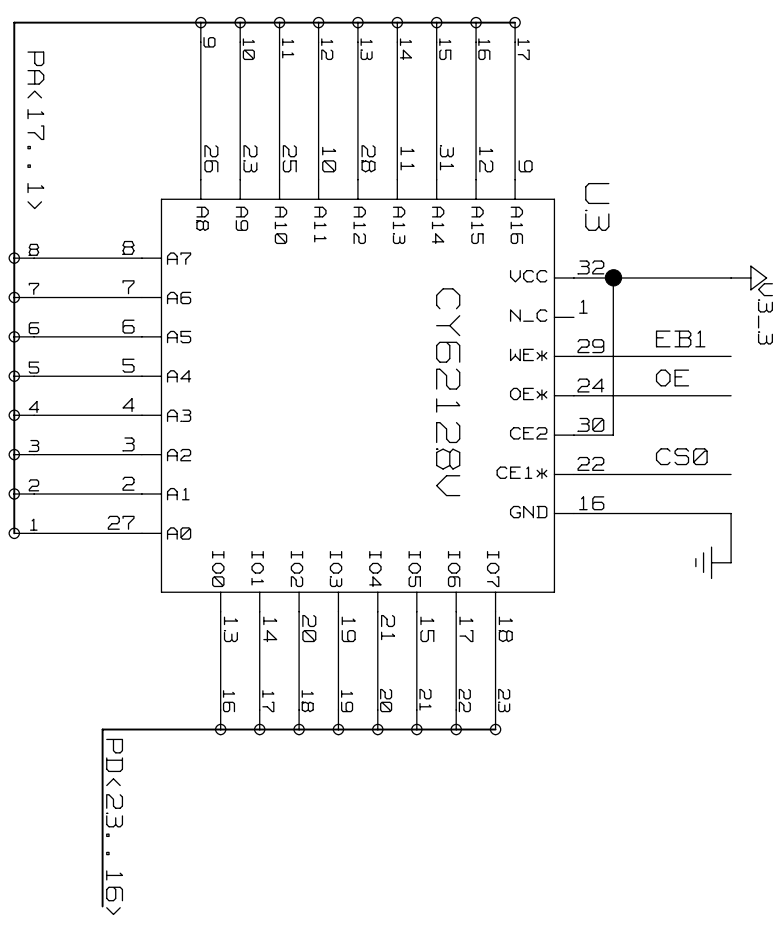 9 10 11 12 13 14 15 16 17
26 23 25 10 28 11 31 12 9
A8 A9 A10 A11 A12 A13 A14 A15 A16
PA<17..1>
U3
CY62128V
8 8 A7
7 7 A6
6 6 A5
5 5 A4
4 4 A3
3 3 A2
2 2 A1
1 27 A0
VCC 32
V3_3
N_C 1
WE* 29 EB1
OE* 24 OE
CE2 30
CE1* 22 CS0
GND 16
IO0 IO1 IO2 IO3 IO4 IO5 IO6 IO7
13 14 20 19 21 15 17 18
16 17 18 19 20 21 22 23
PD<23..16>